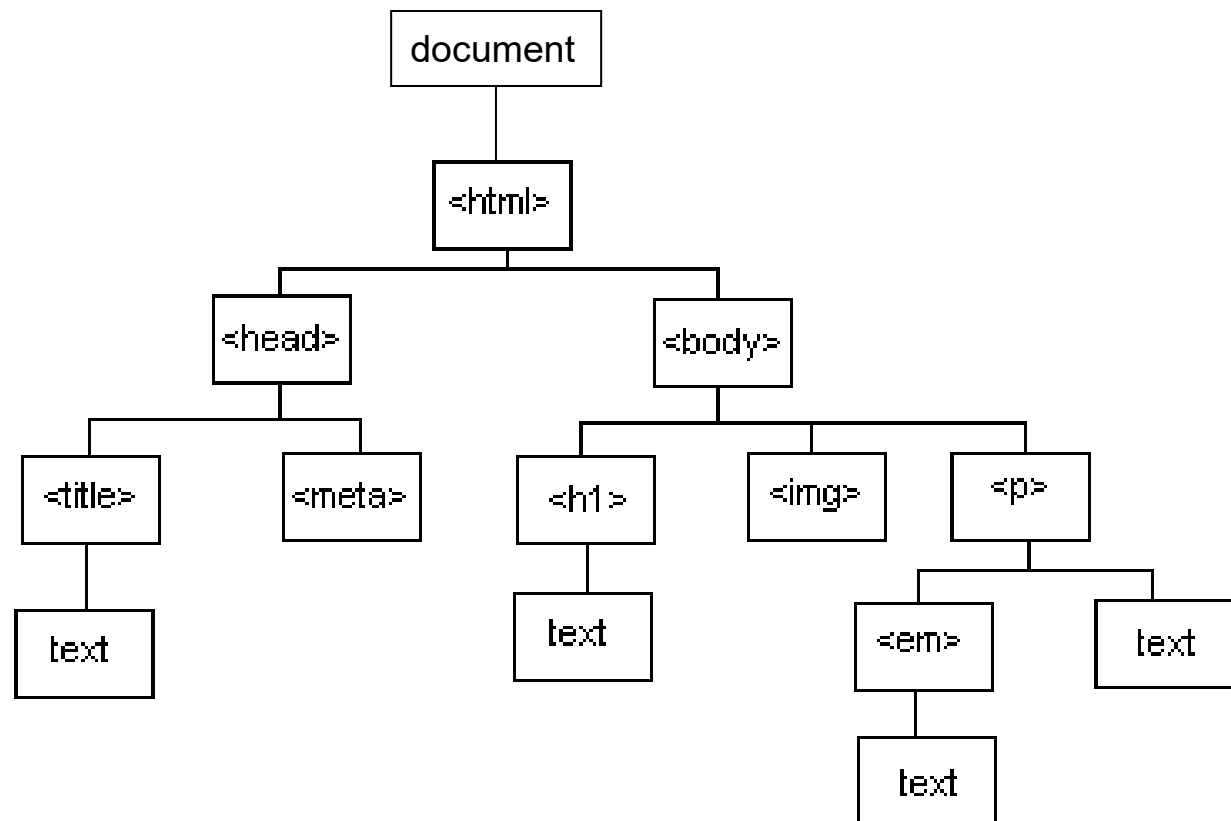 document
<html>
<head>
<body>
<title>
<meta>
<h1>
<img>
<p>
text
text
<em>
text
text